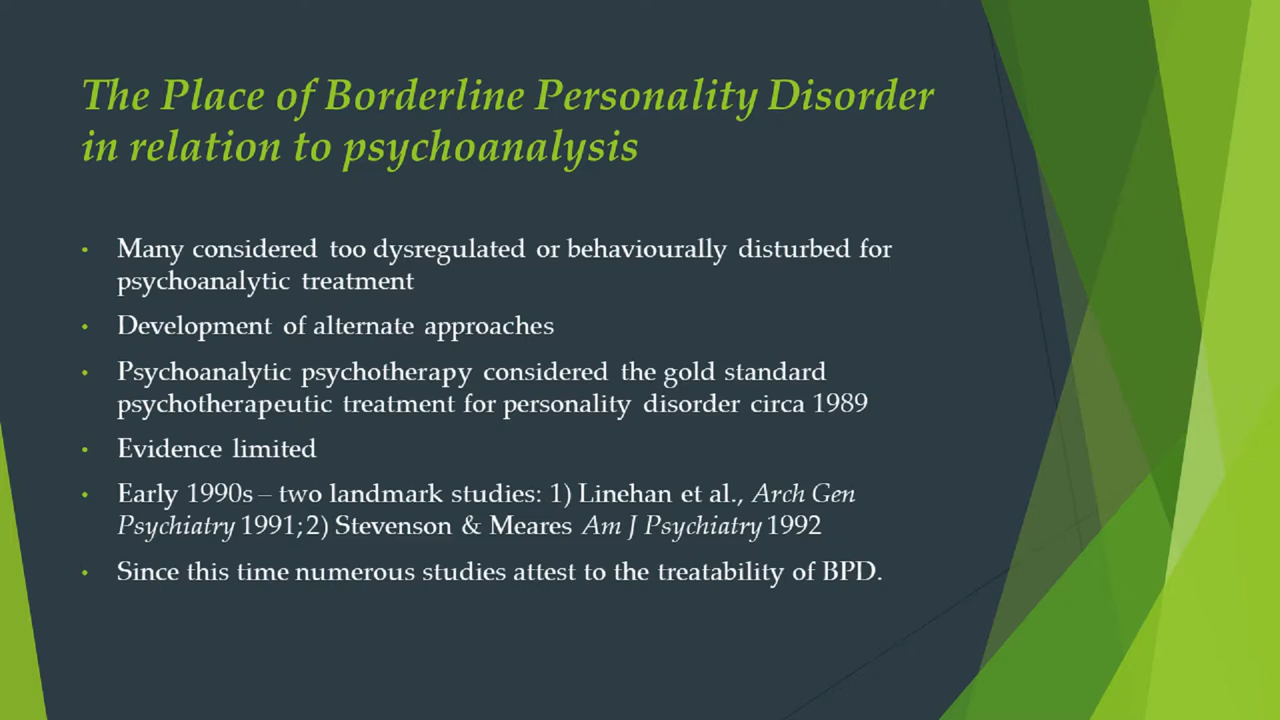 The Place of Borderline Personality Disorder
in relation to psychoanalysis
• Many considered too dysregulated or behaviourally disturbed for
psychoanalytic treatment
• Development of alternate approaches
• Psychoanalytic psychotherapy considered the gold standard
psychotherapeutic treatment for personality disorder circa 1989
• Evidence limited
• Early 1990s – two landmark studies: 1) Linehan et al., Arch Gen
Psychiatry 1991; 2) Stevenson & Meares Am J Psychiatry 1992
• Since this time numerous studies attest to the treatability of BPD.